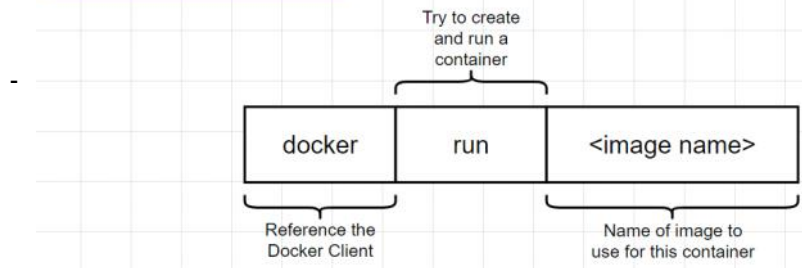 Try to create
and run a
container
-
docker run <image name>
Reference the
Docker Client
Name of image to
use for this container